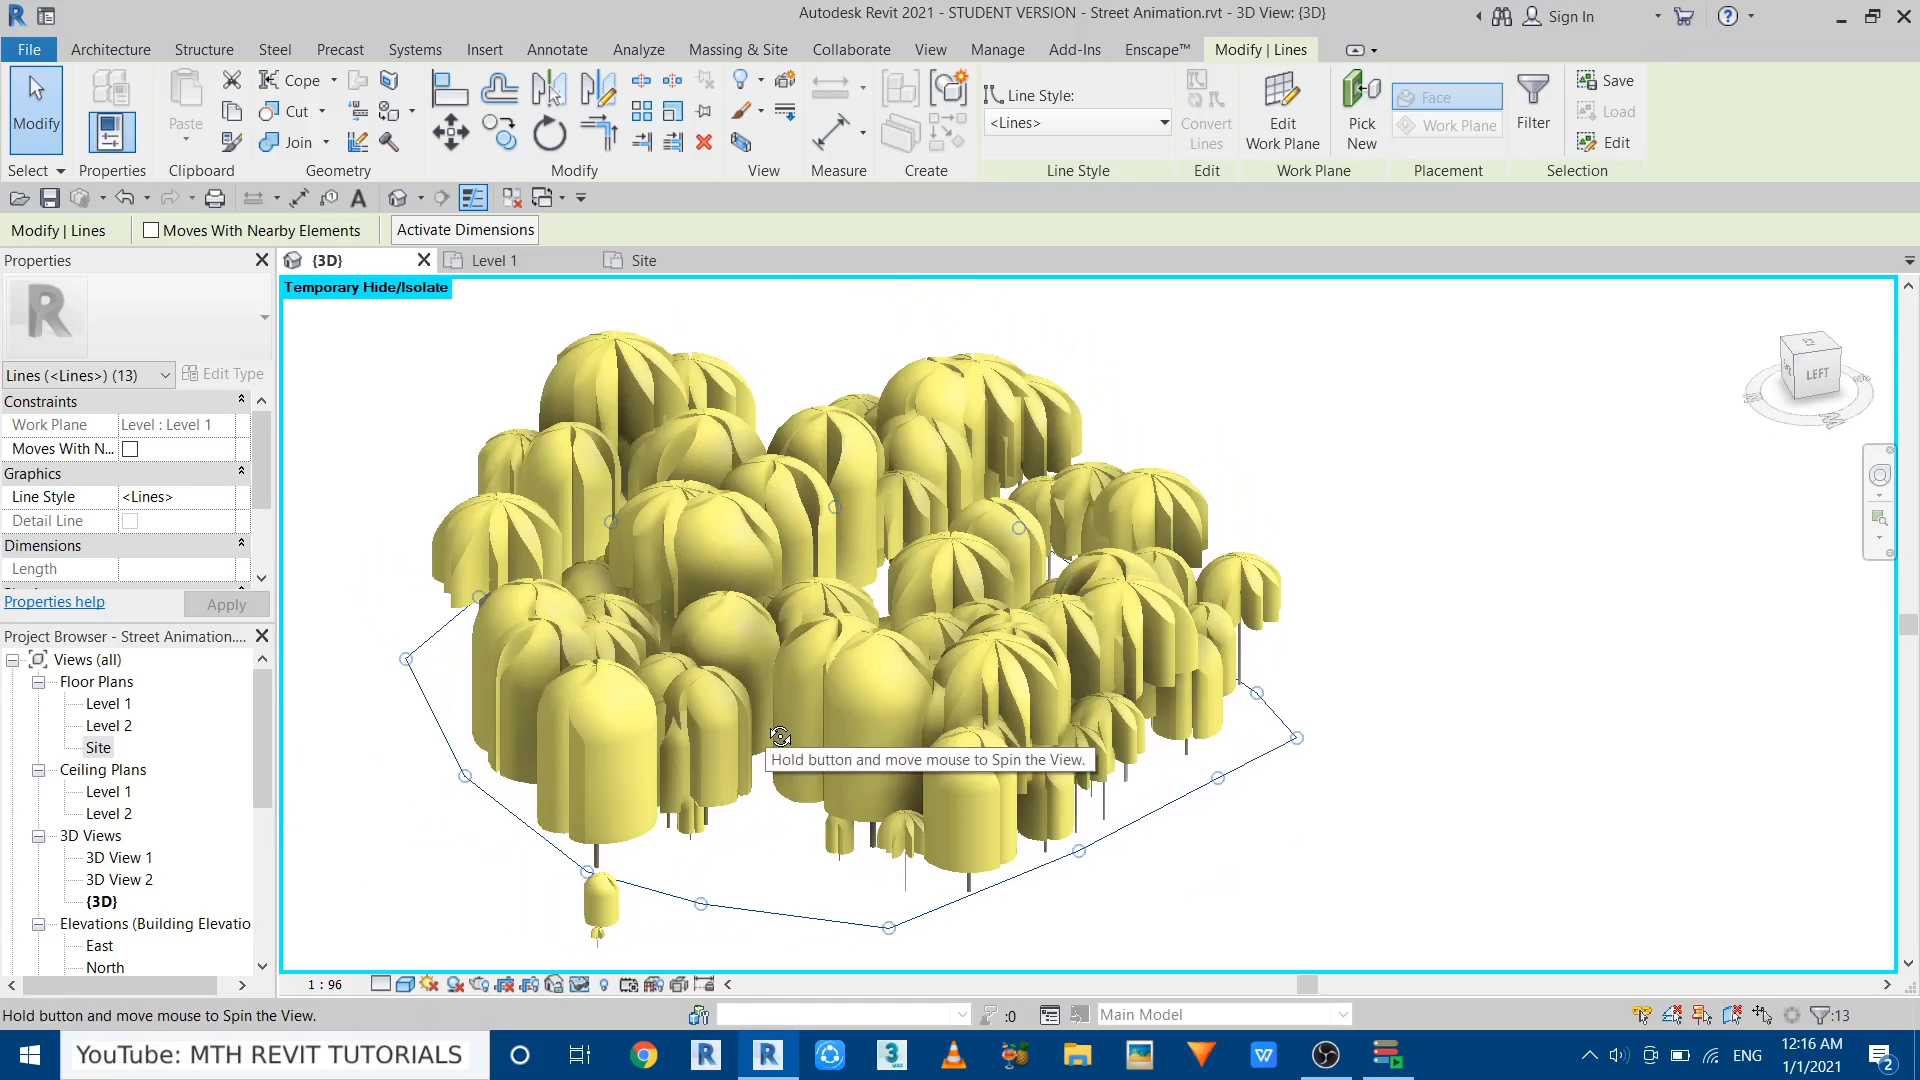 Autodesk Revit 2021 - STUDENT VERSION - Street Animation.rvt - 3D View: {3D}
Sign In
File Architecture Structure Steel Precast Systems Insert Annotate Analyze Massing & Site Collaborate View Manage Add-Ins Enscape™ Modify | Lines
Modify
Paste
Cope
Cut
Join
Line Style:
<Lines>
Convert Lines
Edit Work Plane
Pick New
Face
Work Plane
Filter
Save
Load
Edit
Select Properties Clipboard Geometry Modify View Measure Create Line Style Edit Work Plane Placement Selection
Modify | Lines
Moves With Nearby Elements
Activate Dimensions
Properties
{3D}
Level 1
Site
Temporary Hide/Isolate
R
Lines (<Lines>) (13)
Edit Type
Constraints
Work Plane Level : Level 1
Moves With N...
Graphics
Line Style <Lines>
Detail Line
Dimensions
Length
Properties help
Apply
LEFT
Project Browser - Street Animation....
Views (all)
Floor Plans
Level 1
Level 2
Site
Ceiling Plans
Level 1
Level 2
3D Views
3D View 1
3D View 2
{3D}
Elevations (Building Elevatio
East
North
Hold button and move mouse to Spin the View.
1 : 96
Hold button and move mouse to Spin the View.
:0
Main Model
:13
YouTube: MTH REVIT TUTORIALS
ENG
12:16 AM
1/1/2021
2